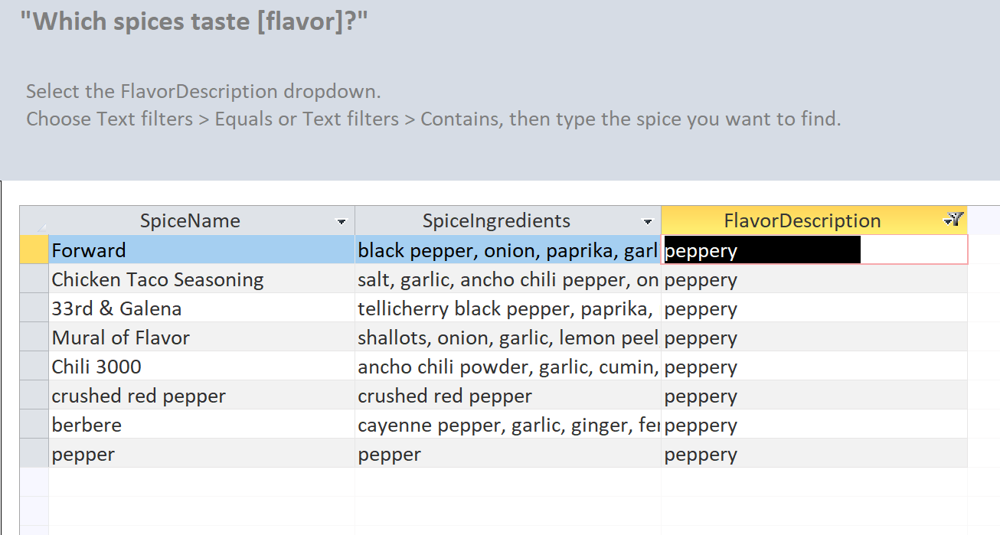 "Which spices taste [flavor]?"
Select the FlavorDescription dropdown.
Choose Text filters > Equals or Text filters > Contains, then type the spice you want to find.
SpiceName SpiceIngredients FlavorDescription
Forward black pepper, onion, paprika, garl peppery
Chicken Taco Seasoning salt, garlic, ancho chili pepper, on peppery
33rd & Galena tellicherry black pepper, paprika, peppery
Mural of Flavor shallots, onion, garlic, lemon peel peppery
Chili 3000 ancho chili powder, garlic, cumin, peppery
crushed red pepper crushed red pepper peppery
berbere cayenne pepper, garlic, ginger, fen peppery
pepper pepper peppery